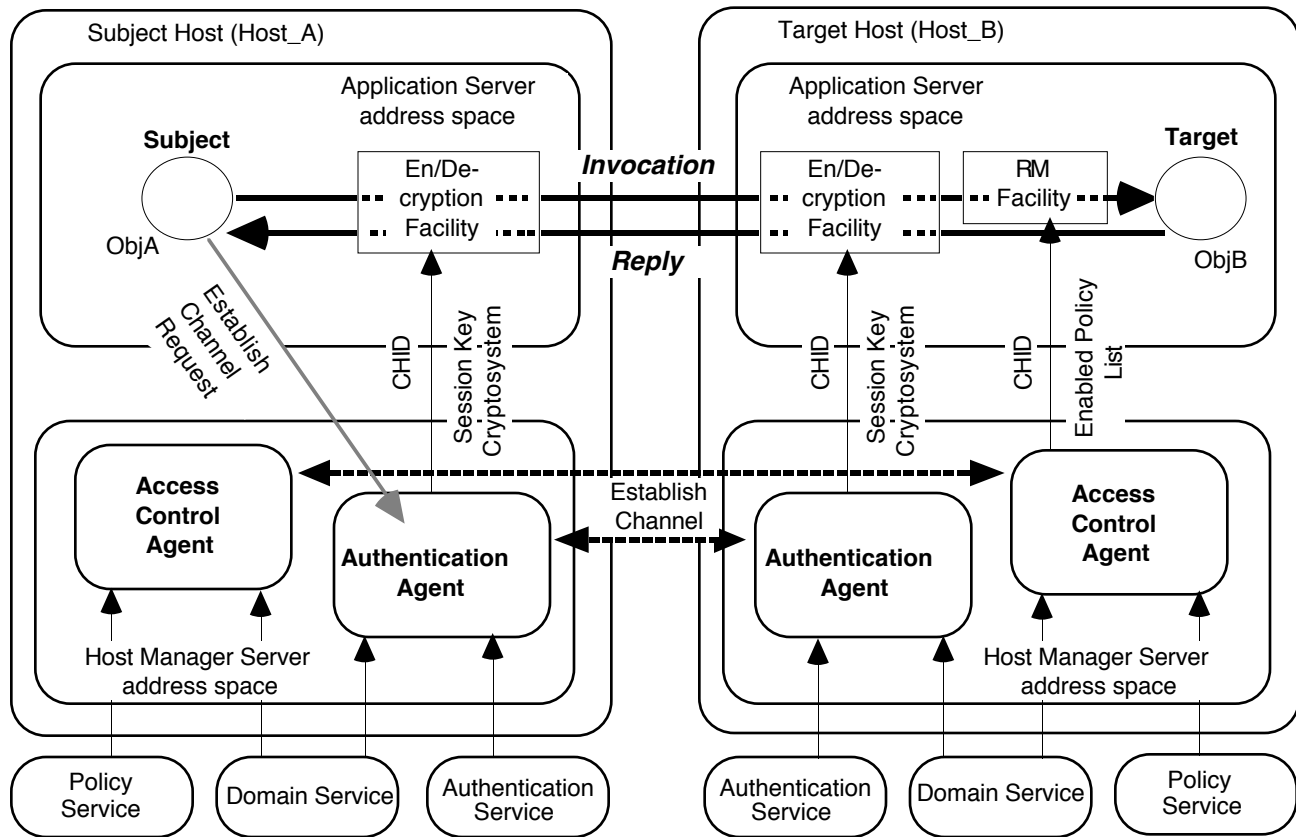 Subject Host (Host_A)
Target Host (Host_B)
Application Server
address space
Application Server
address space
Subject
Target
Invocation
En/De-
cryption
Facility
En/De-
cryption
Facility
RM
Facility
ObjA
ObjB
Reply
Establish
Channel
Request
CHID
Session Key
Cryptosystem
CHID
Session Key
Cryptosystem
CHID
Enabled Policy
List
Access
Control
Agent
Establish
Channel
Access
Control
Agent
Authentication
Agent
Authentication
Agent
Host Manager Server
address space
Host Manager Server
address space
Policy
Service
Domain Service
Authentication
Service
Authentication
Service
Domain Service
Policy
Service